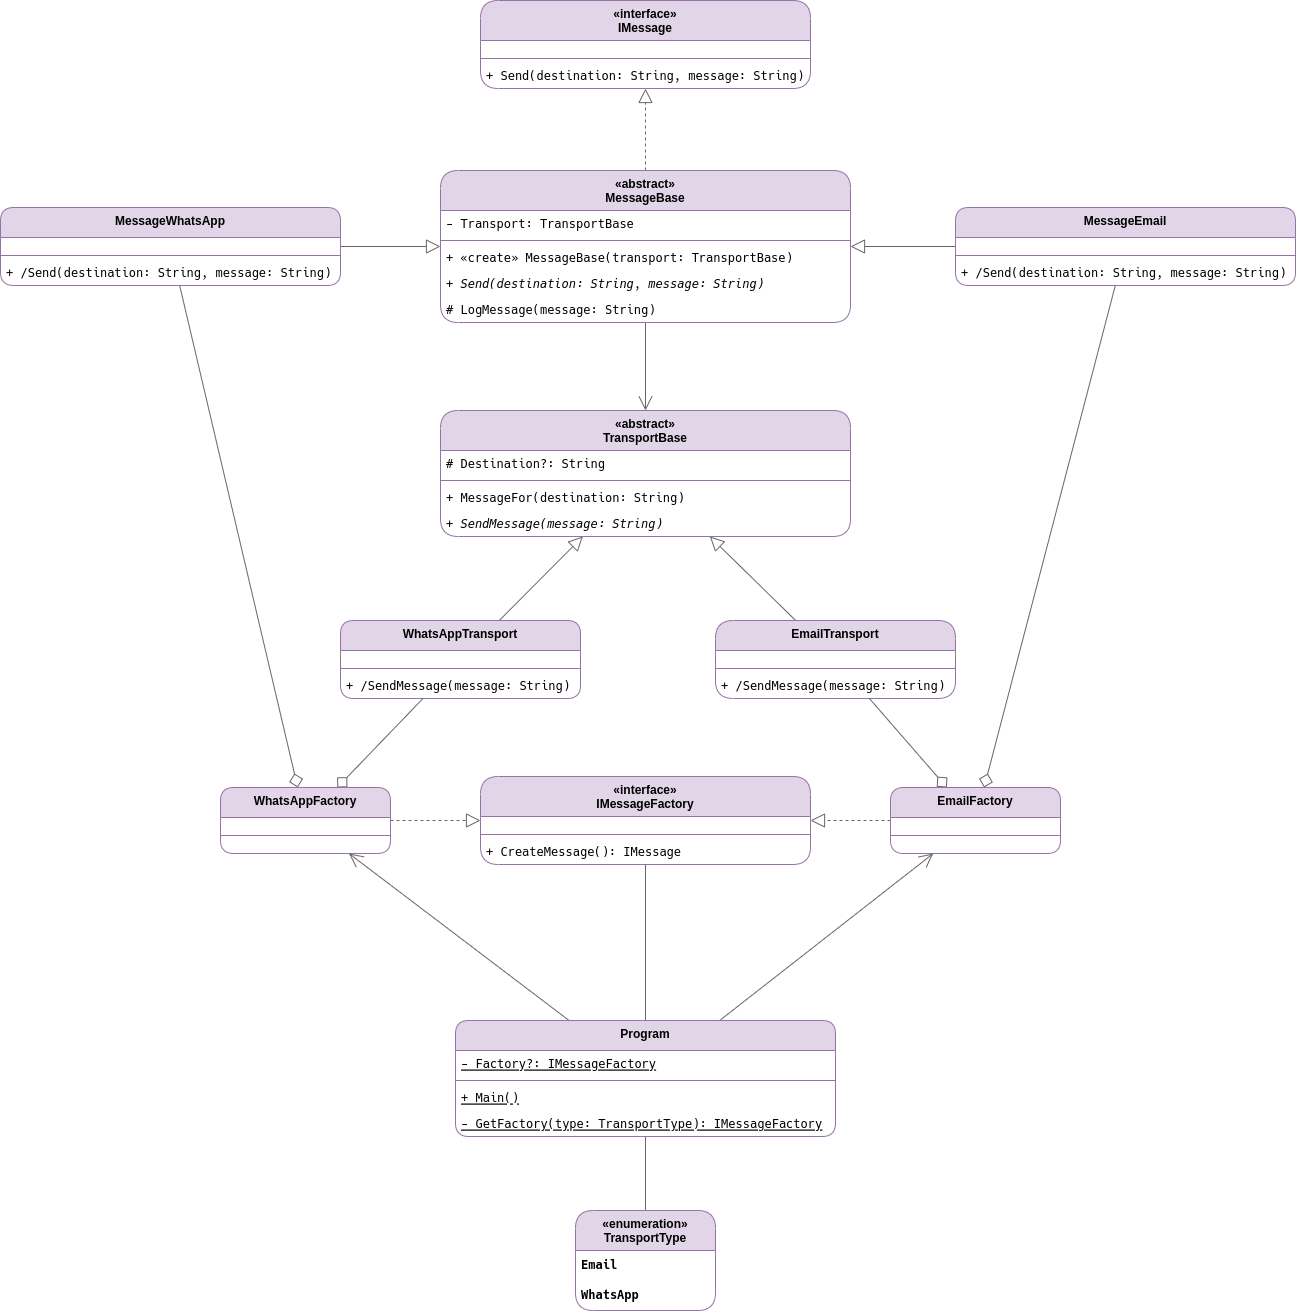 «interface»
IMessage
+ Send(destination: String, message: String)
«abstract»
MessageBase
- Transport: TransportBase
+ «create» MessageBase(transport: TransportBase)
+ Send(destination: String, message: String)
# LogMessage(message: String)
MessageWhatsApp
+ /Send(destination: String, message: String)
MessageEmail
+ /Send(destination: String, message: String)
«abstract»
TransportBase
# Destination?: String
+ MessageFor(destination: String)
+ SendMessage(message: String)
WhatsAppTransport
+ /SendMessage(message: String)
EmailTransport
+ /SendMessage(message: String)
WhatsAppFactory
«interface»
IMessageFactory
+ CreateMessage(): IMessage
EmailFactory
Program
- Factory?: IMessageFactory
+ Main()
- GetFactory(type: TransportType): IMessageFactory
«enumeration»
TransportType
Email
WhatsApp